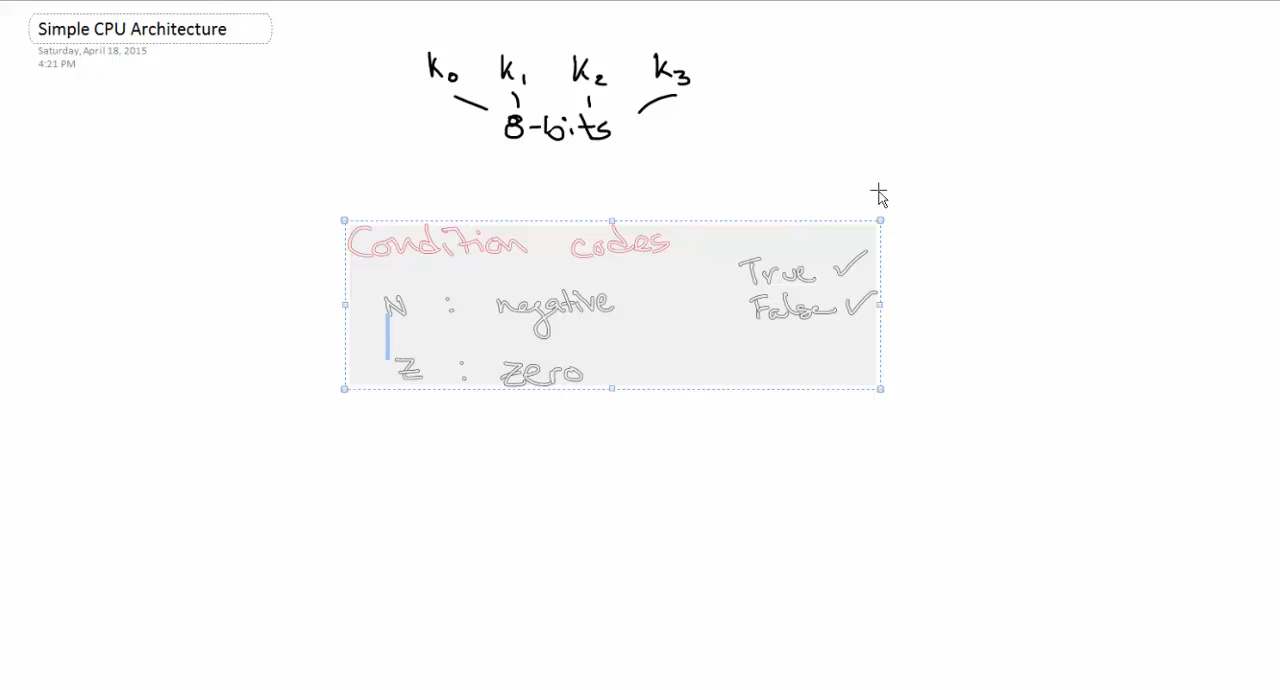 Simple CPU Architecture
Saturday, April 18, 2015
4:21 PM
k0 k1 k2 k3
8-bits
Condition codes
True ✓
N : negative False ✓
Z : zero